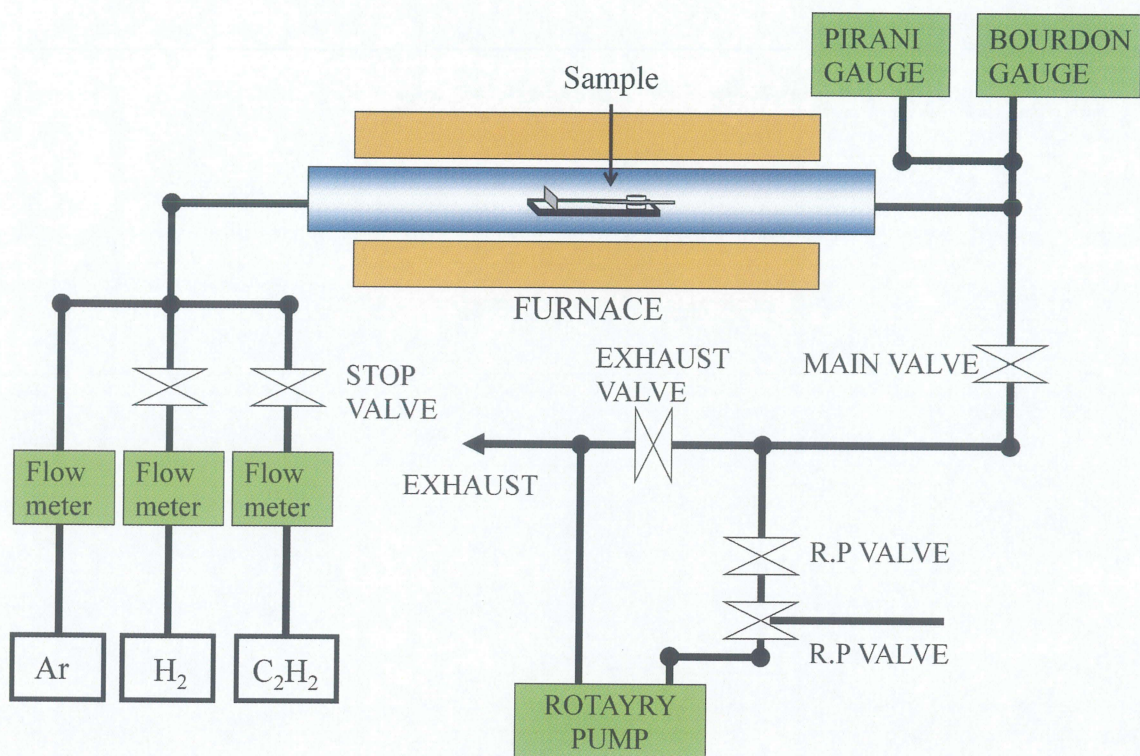 PIRANI
GAUGE
BOURDON
GAUGE
Sample
FURNACE
STOP
VALVE
EXHAUST
VALVE
MAIN VALVE
EXHAUST
Flow
meter
Flow
meter
Flow
meter
R.P VALVE
R.P VALVE
Ar
H₂
C₂H₂
ROTAYRY
PUMP